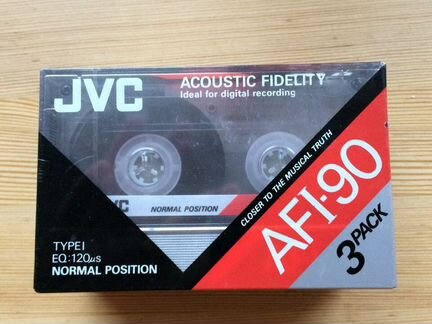 JVC
ACOUSTIC FIDELITY
Ideal for digital recording
VC
NORMAL POSITION
CLOSER TO THE MUSICAL TRUTH
AFI-90
3 PACK
TYPE I
EQ:120µs
NORMAL POSITION